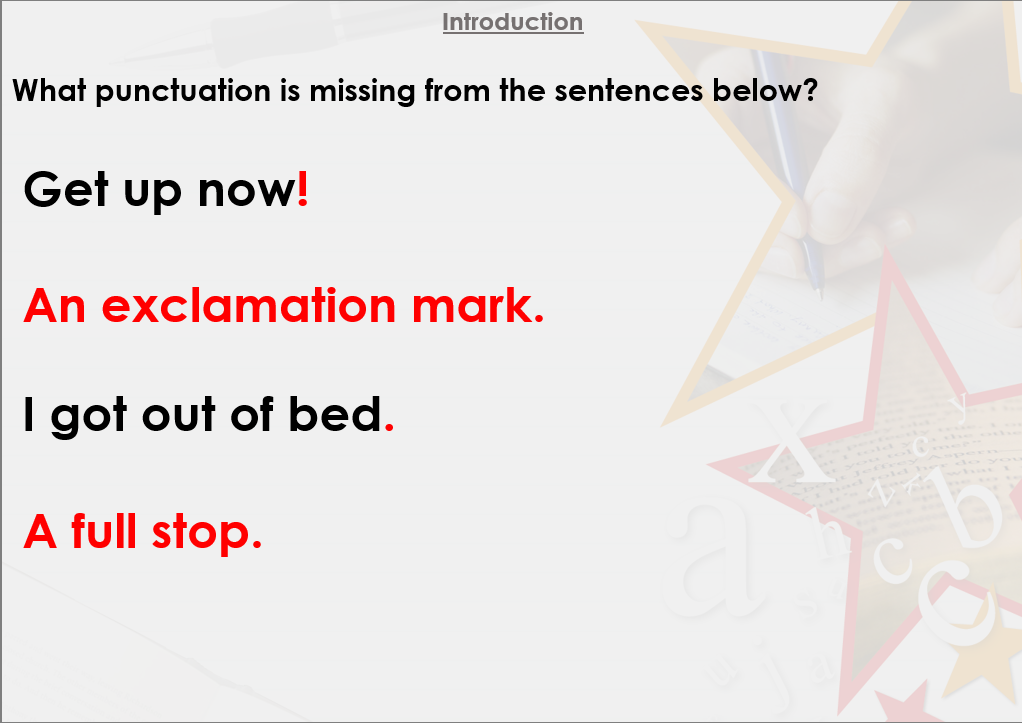 Introduction
What punctuation is missing from the sentences below?
Get up now!
An exclamation mark.
I got out of bed.
A full stop.